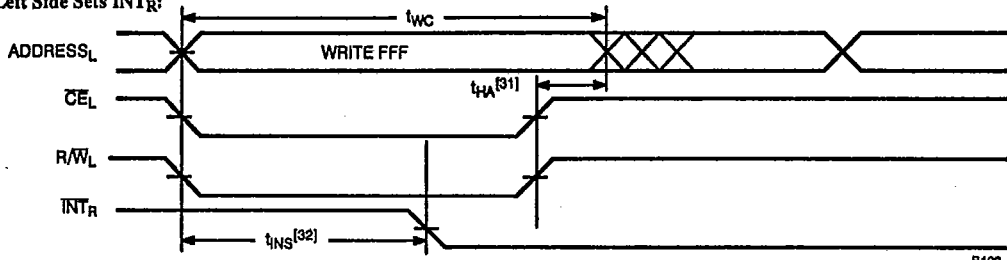 Left Side Sets INTR:
tWC
ADDRESSL
WRITE FFF
tHA[31]
CEL
R/WL
INTR
tINS[32]